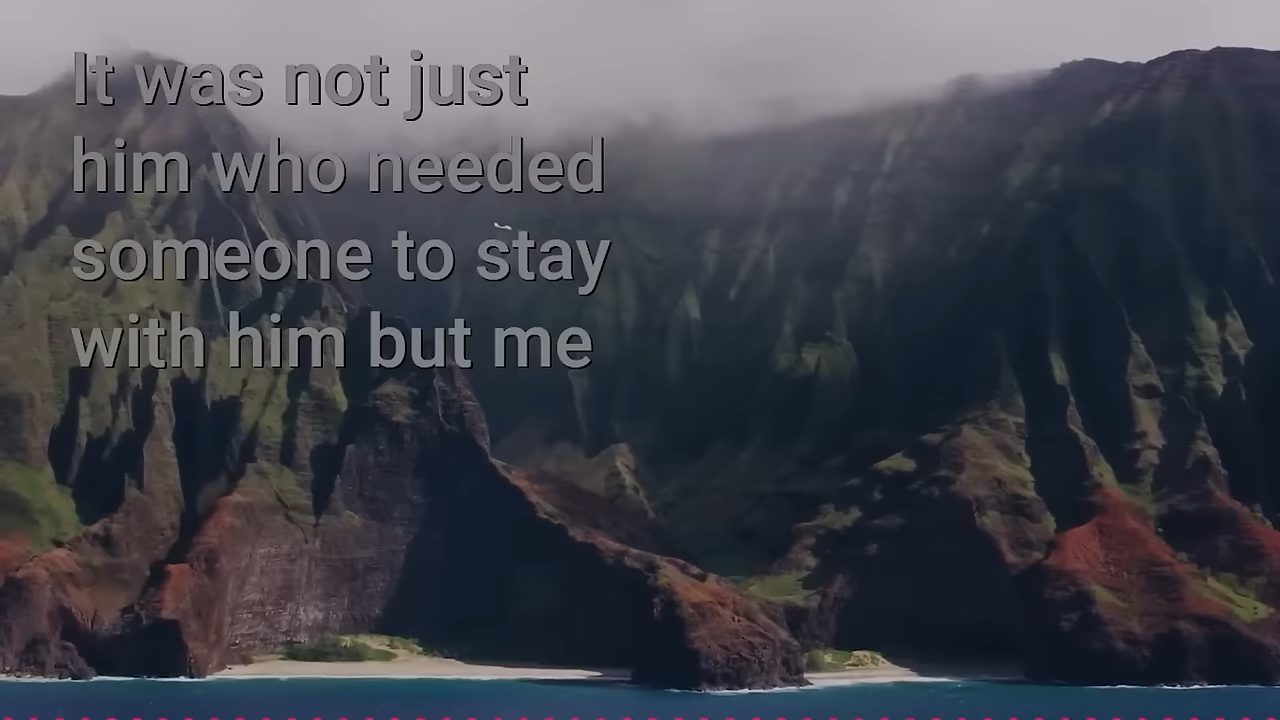 It was not just
him who needed
someone to stay
with him but me